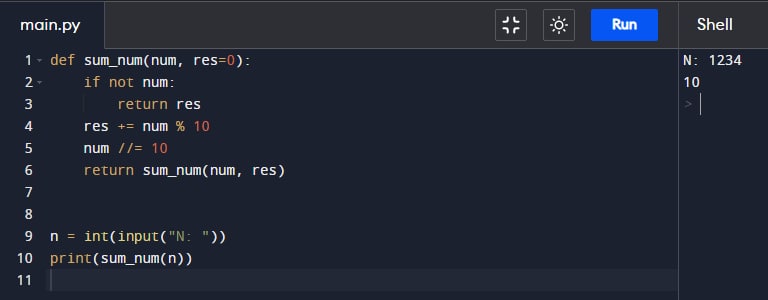 main.py Run Shell
1 def sum_num(num, res=0):
2     if not num:
3         return res
4     res += num % 10
5     num //= 10
6     return sum_num(num, res)
7
8
9 n = int(input("N: "))
10 print(sum_num(n))
11
N: 1234
10
>